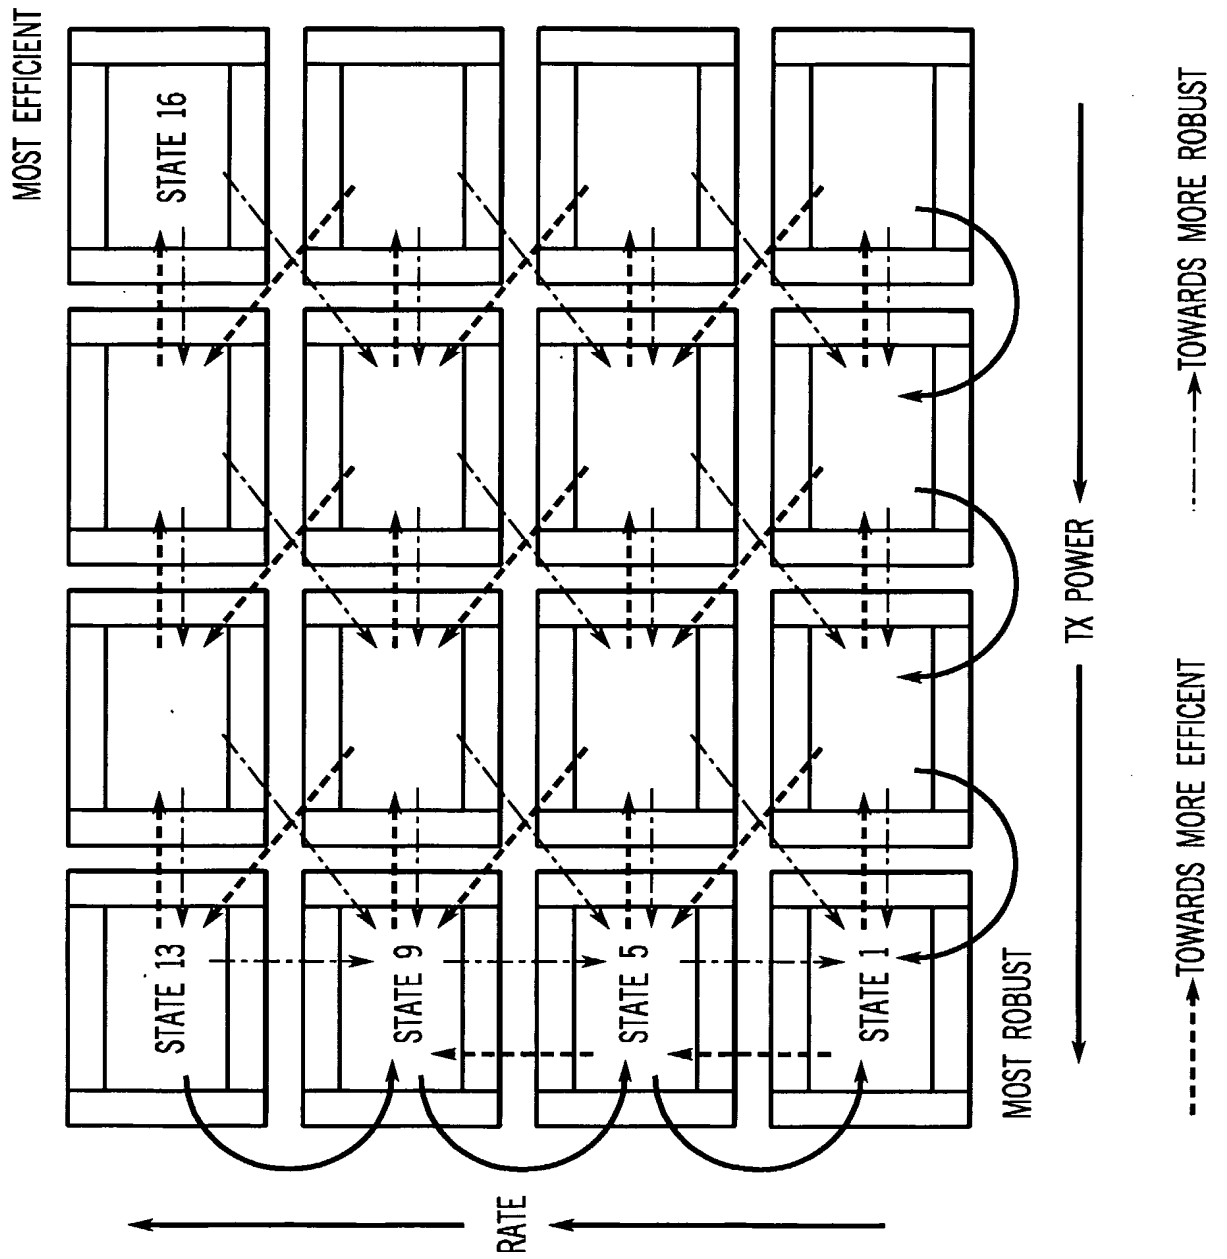 MOST EFFICIENT
STATE 16
STATE 13
STATE 9
STATE 5
STATE 1
MOST ROBUST
RATE
TX POWER
TOWARDS MORE EFFICENT
TOWARDS MORE ROBUST